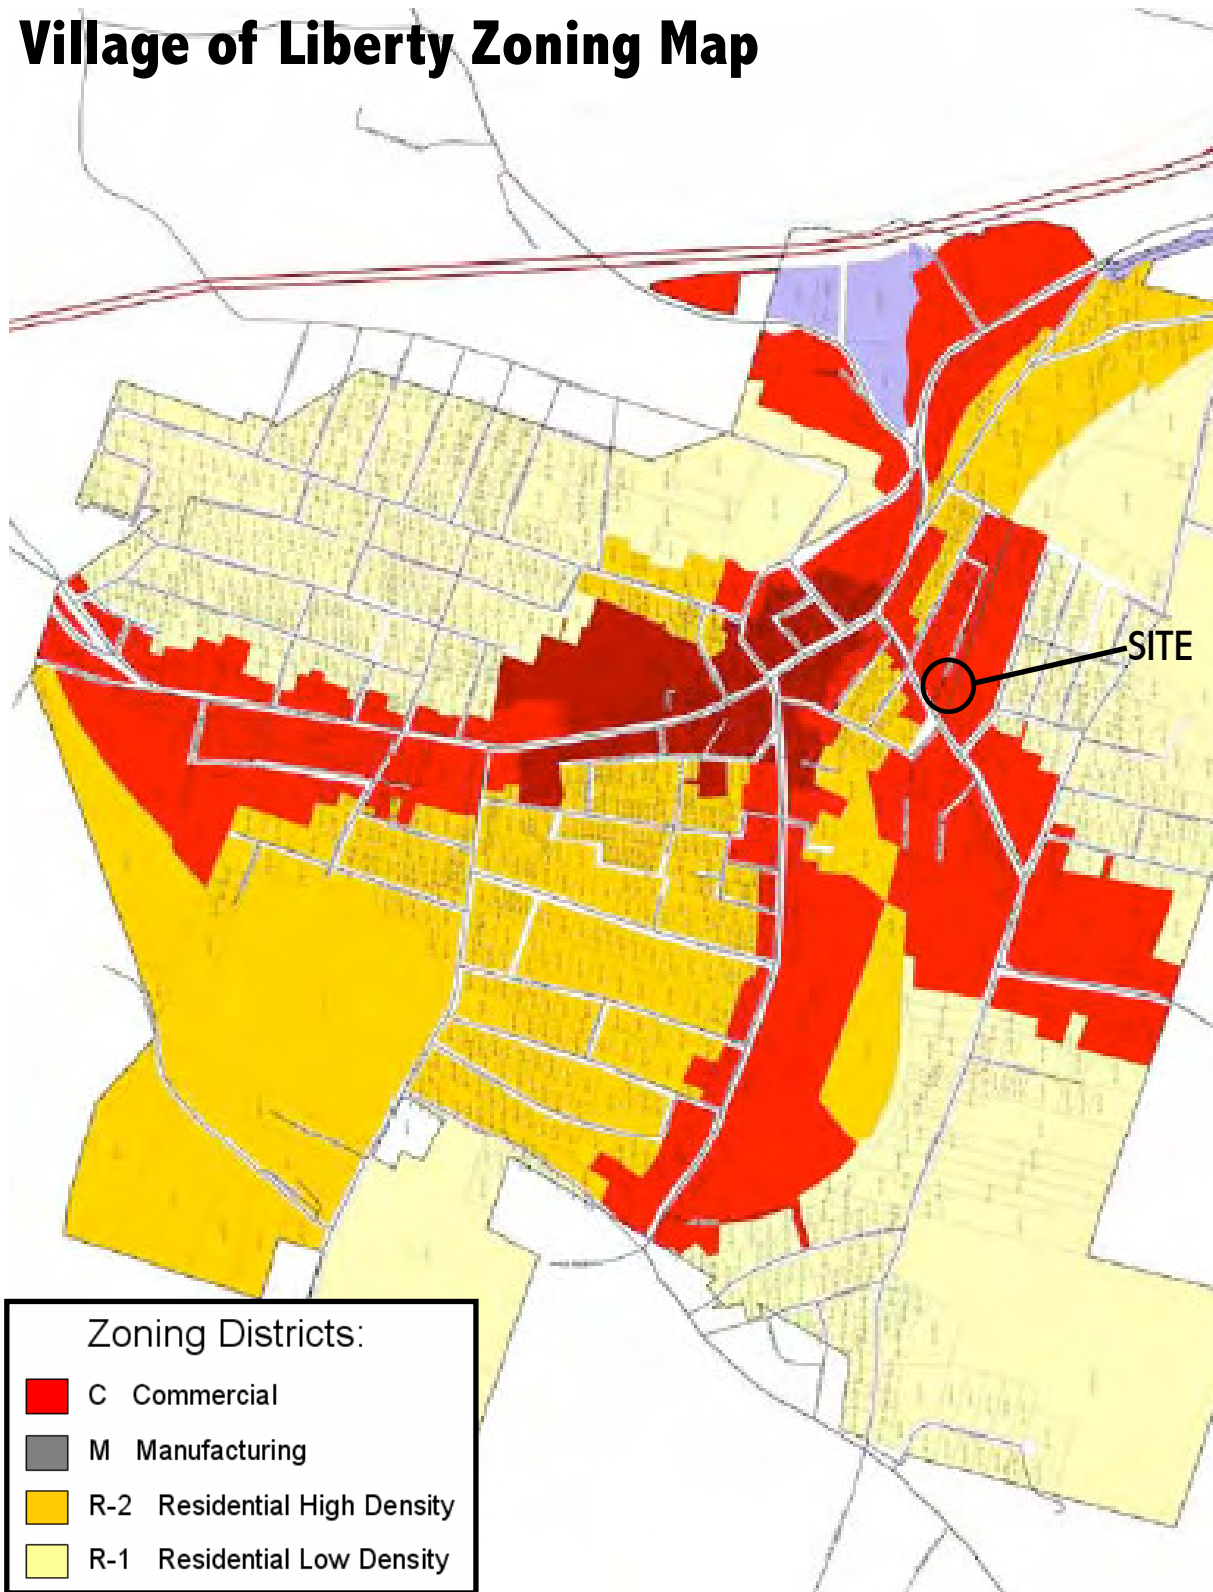 Village of Liberty Zoning Map
SITE
Zoning Districts:
C Commercial
M Manufacturing
R-2 Residential High Density
R-1 Residential Low Density